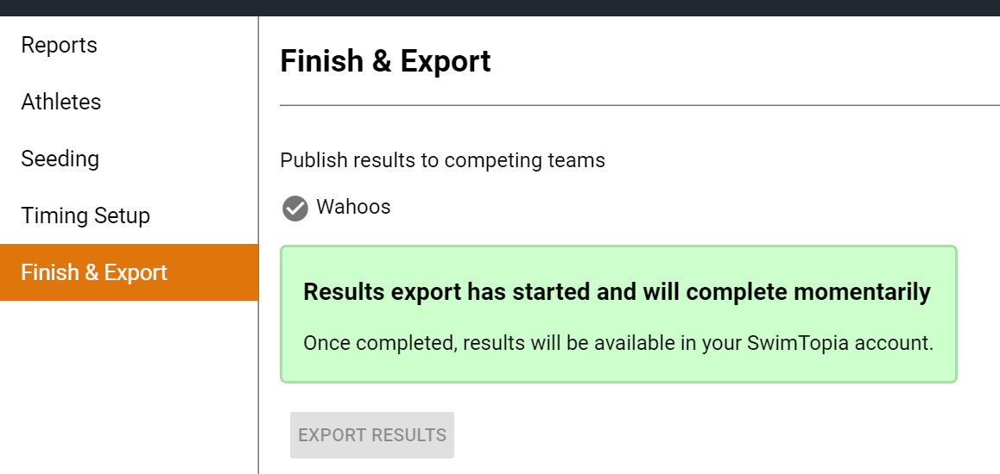 Reports
Athletes
Seeding
Timing Setup
Finish & Export
Finish & Export
Publish results to competing teams
Wahoos
Results export has started and will complete momentarily
Once completed, results will be available in your SwimTopia account.
EXPORT RESULTS